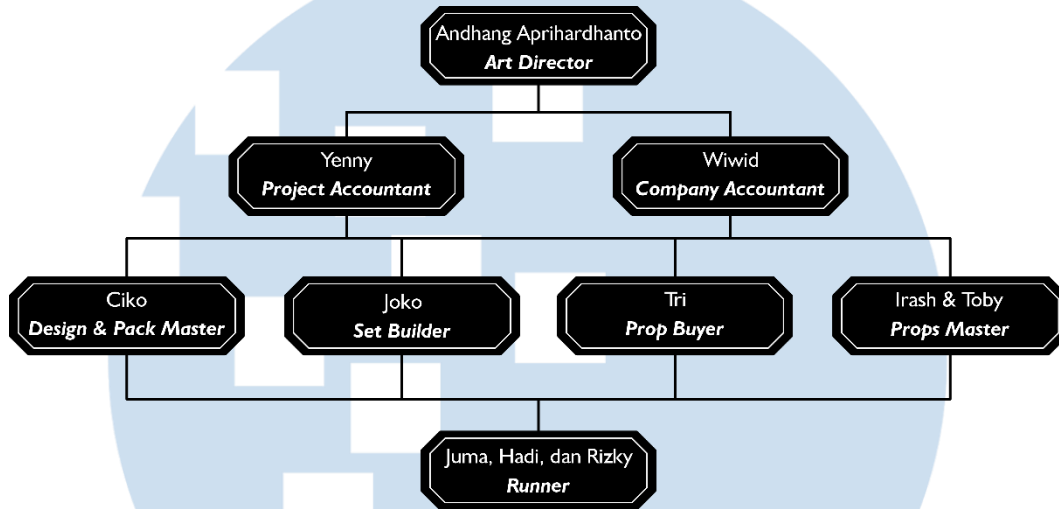 Andhang Aprihardhanto
Art Director
Yenny
Project Accountant
Wiwid
Company Accountant
Ciko
Design & Pack Master
Joko
Set Builder
Tri
Prop Buyer
Irash & Toby
Props Master
Juma, Hadi, dan Rizky
Runner